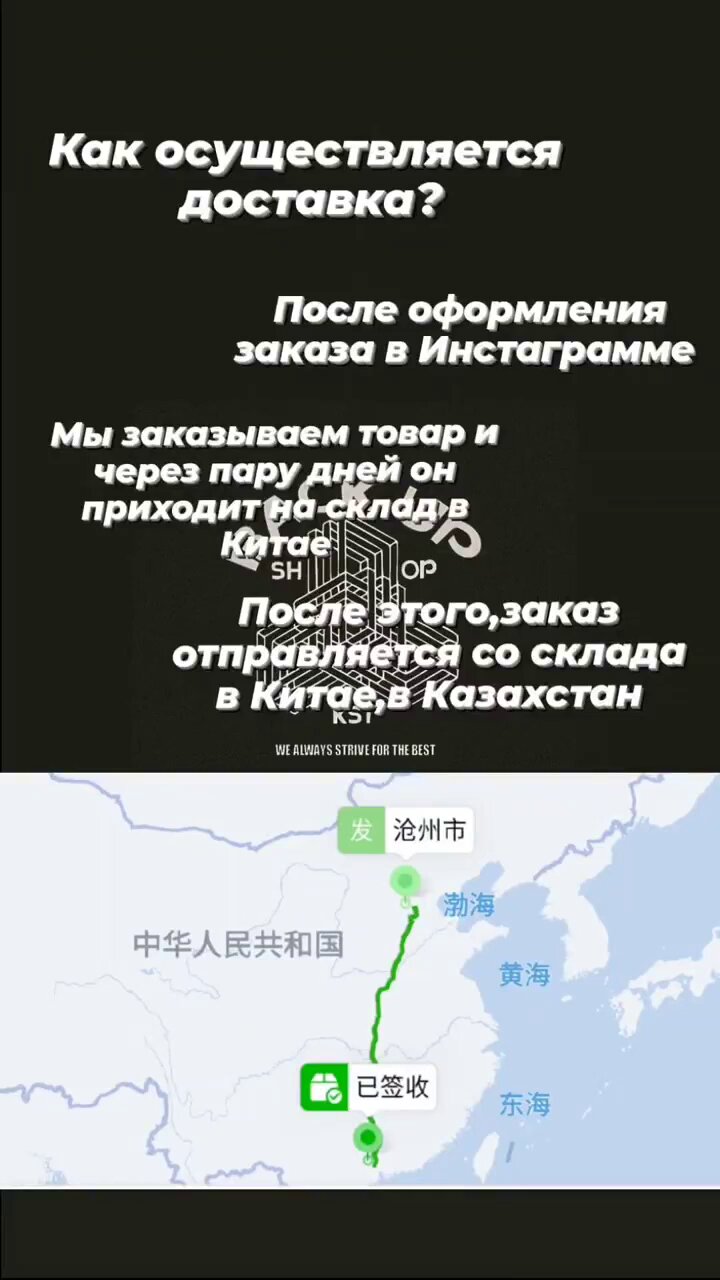 Как осуществляется
доставка?
После оформления
заказа в Инстаграмме
Мы заказываем товар и
через пару дней он
приходит на склад в
Китае
BACK UP
SH OP
После этого,заказ
отправляется со склада
в Китае,в Казахстан
KST
WE ALWAYS STRIVE FOR THE BEST
发 沧州市
渤海
中华人民共和国
黄海
已签收
东海